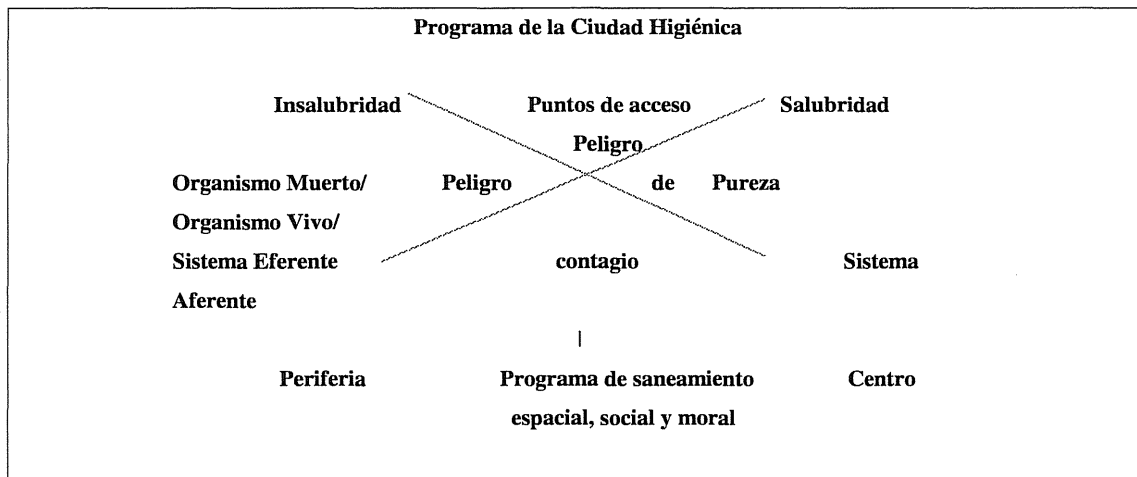 Programa de la Ciudad Higiénica
Insalubridad Puntos de acceso Salubridad
Peligro
Organismo Muerto/ Peligro de Pureza
Organismo Vivo/
Sistema Eferente contagio Sistema
Aferente
|
Periferia Programa de saneamiento Centro
espacial, social y moral